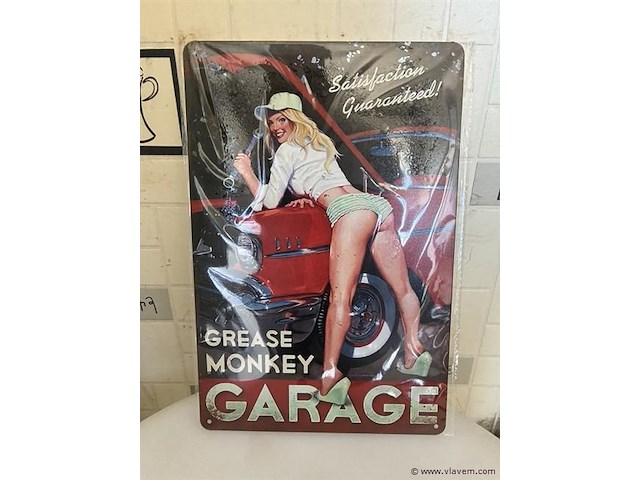 Satisfaction
Guaranteed!
GREASE
MONKEY
GARAGE
© www.vlavem.com